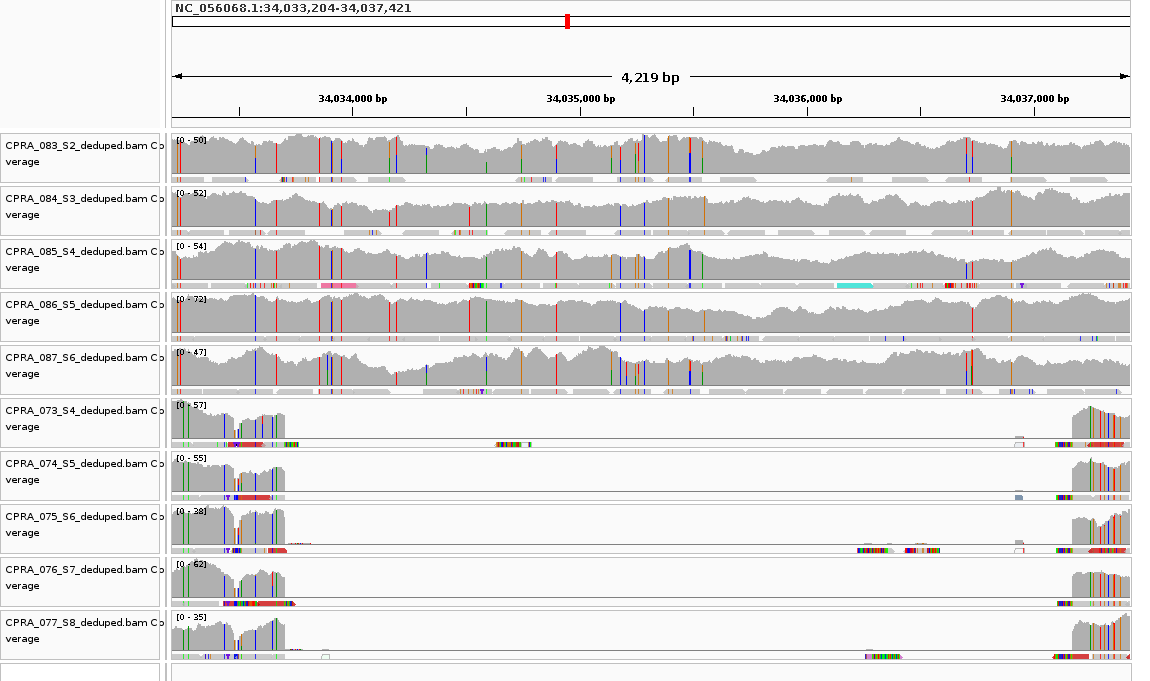 NC_056068.1:34,033,204-34,037,421
4,219 bp
34,034,000 bp 34,035,000 bp 34,036,000 bp 34,037,000 bp
CPRA_083_S2_deduped.bam Co
verage
[0 - 50]
CPRA_084_S3_deduped.bam Co
verage
[0 - 52]
CPRA_085_S4_deduped.bam Co
verage
[0 - 54]
CPRA_086_S5_deduped.bam Co
verage
[0 - 72]
CPRA_087_S6_deduped.bam Co
verage
[0 - 47]
CPRA_073_S4_deduped.bam Co
verage
[0 - 57]
CPRA_074_S5_deduped.bam Co
verage
[0 - 55]
CPRA_075_S6_deduped.bam Co
verage
[0 - 38]
CPRA_076_S7_deduped.bam Co
verage
[0 - 62]
CPRA_077_S8_deduped.bam Co
verage
[0 - 35]